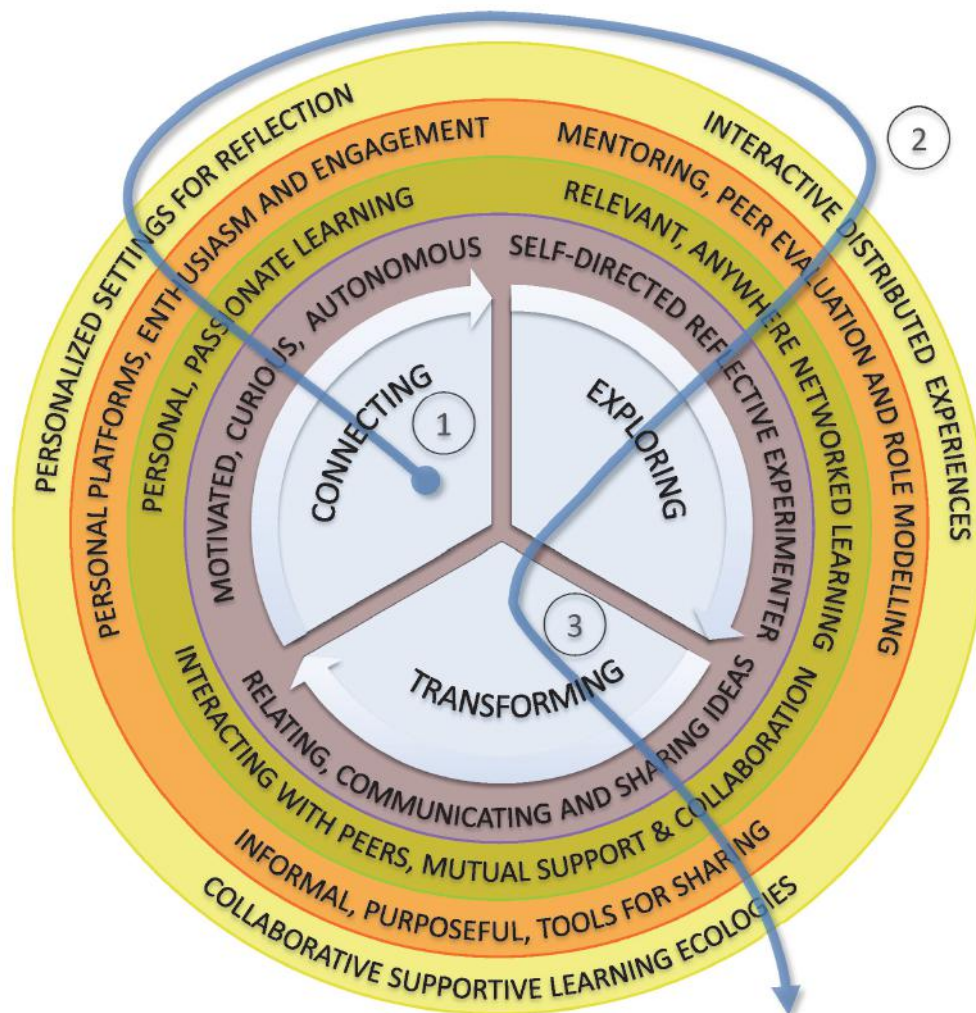 PERSONALIZED SETTINGS FOR REFLECTION
INTERACTIVE DISTRIBUTED EXPERIENCES
COLLABORATIVE SUPPORTIVE LEARNING ECOLOGIES
PERSONAL PLATFORMS, ENTHUSIASM AND ENGAGEMENT
MENTORING, PEER EVALUATION AND ROLE MODELLING
INFORMAL, PURPOSEFUL, TOOLS FOR SHARING
PERSONAL, PASSIONATE LEARNING
RELEVANT, ANYWHERE NETWORKED LEARNING
INTERACTING WITH PEERS, MUTUAL SUPPORT & COLLABORATION
MOTIVATED, CURIOUS, AUTONOMOUS
SELF-DIRECTED REFLECTIVE EXPERIMENTER
RELATING, COMMUNICATING AND SHARING IDEAS
CONNECTING
1
EXPLORING
2
TRANSFORMING
3